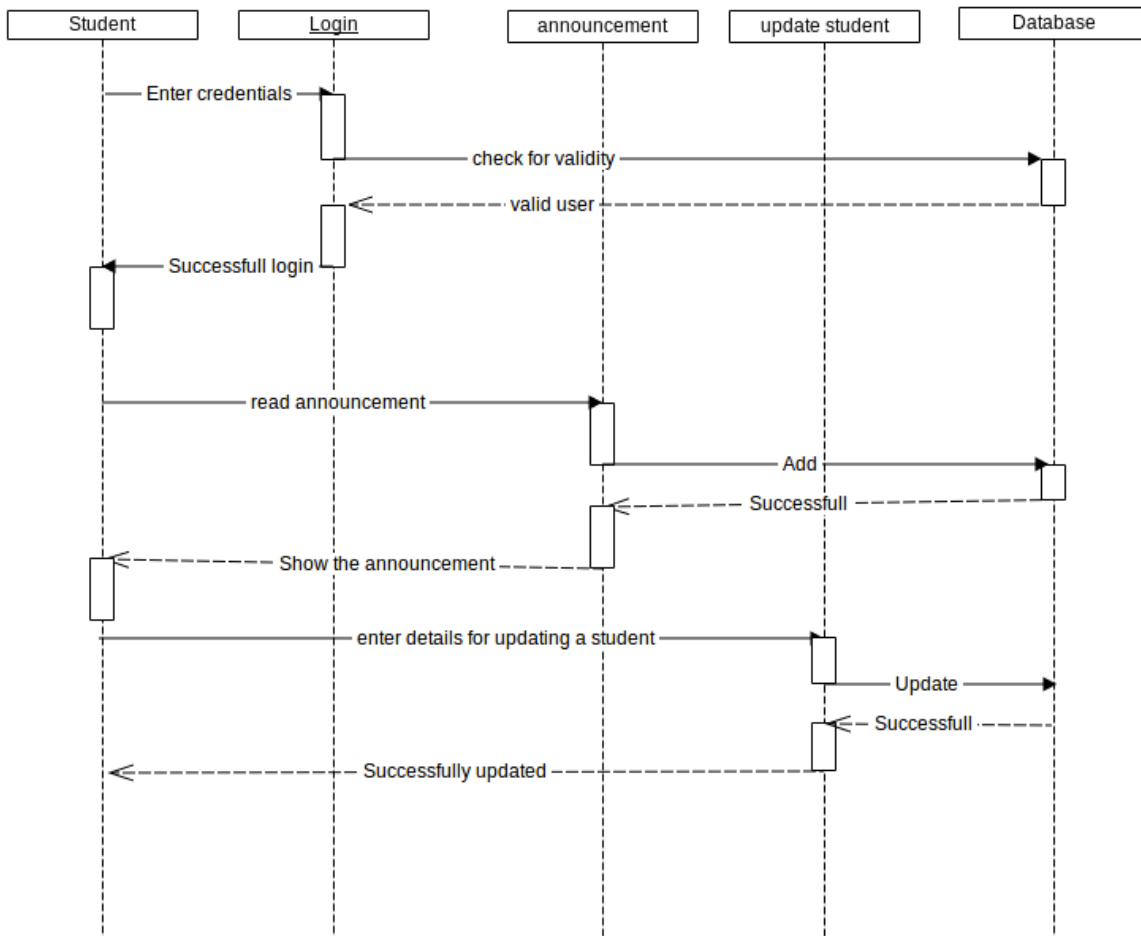 Student
Login
announcement
update student
Database
Enter credentials
check for validity
valid user
Successfull login
read announcement
Add
Successfull
Show the announcement
enter details for updating a student
Update
Successfull
Successfully updated